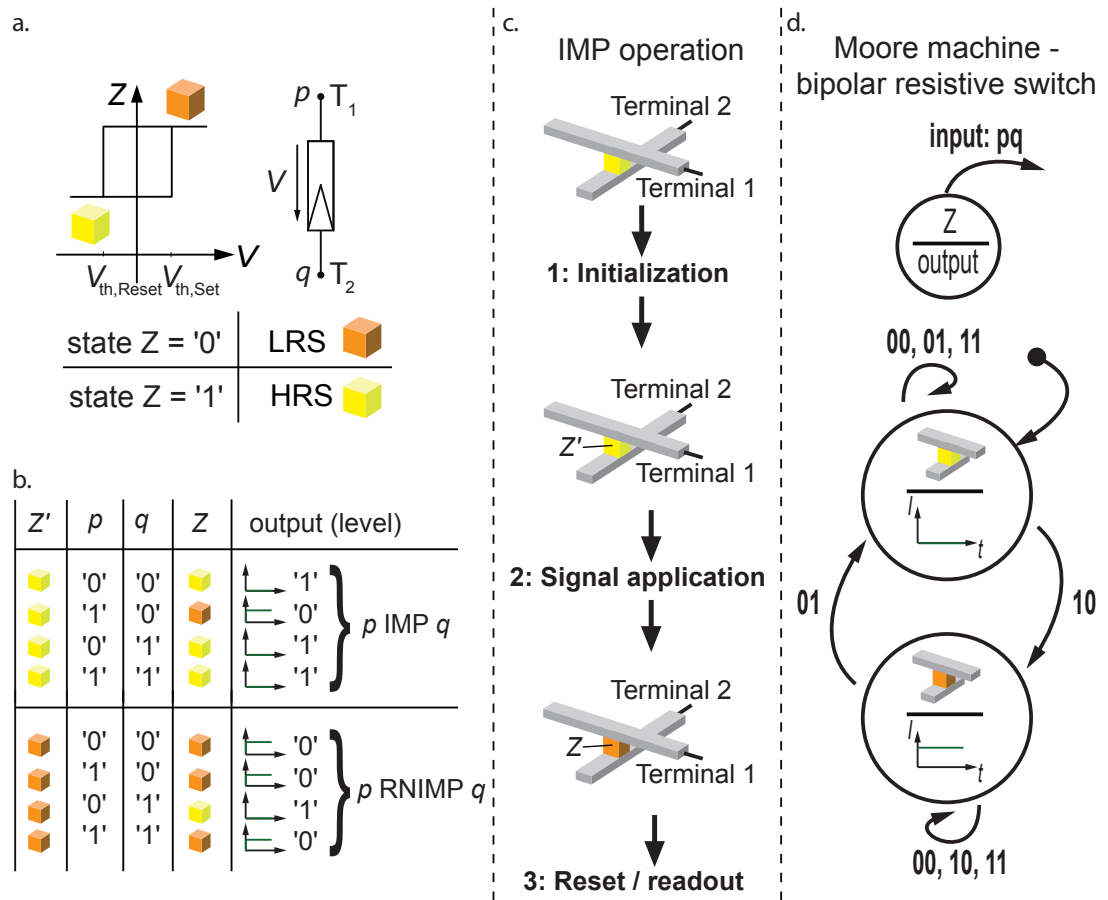 a.
Z
p T1
V
V
q T2
Vth,Reset Vth,Set
state Z = '0' LRS
state Z = '1' HRS
b.
Z' p q Z output (level)
'0' '0' '1'
'1' '0' '0'
'0' '1' '1'
'1' '1' '1'
p IMP q
'0' '0' '0'
'1' '0' '0'
'0' '1' '1'
'1' '1' '0'
p RNIMP q
c.
IMP operation
Terminal 2
Terminal 1
1: Initialization
Terminal 2
Z'
Terminal 1
2: Signal application
Terminal 2
Z
Terminal 1
3: Reset / readout
d.
Moore machine -
bipolar resistive switch
input: pq
Z
output
00, 01, 11
I
t
01 10
I
t
00, 10, 11